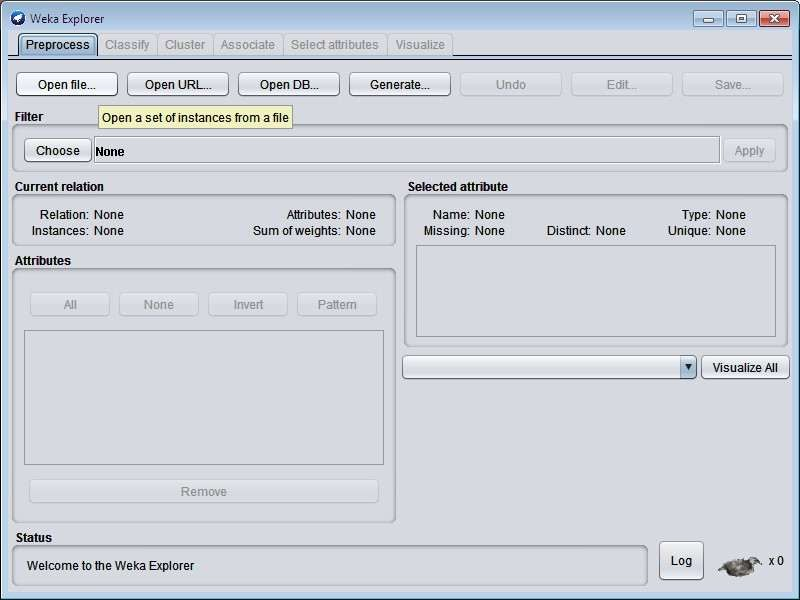 Weka Explorer
Preprocess Classify Cluster Associate Select attributes Visualize
Open file... Open URL... Open DB... Generate... Undo Edit... Save...
Open a set of instances from a file
Filter
Choose None Apply
Current relation
Relation: None Attributes: None
Instances: None Sum of weights: None
Selected attribute
Name: None Type: None
Missing: None Distinct: None Unique: None
Attributes
All None Invert Pattern
Visualize All
Remove
Status
Welcome to the Weka Explorer
Log x 0